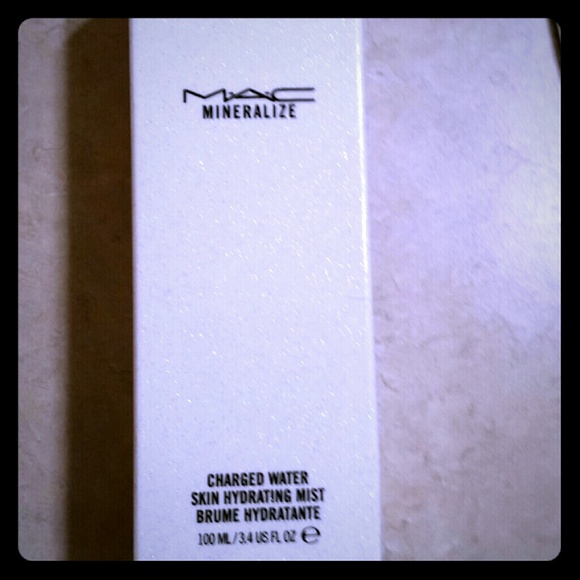 MAC
MINERALIZE
CHARGED WATER
SKIN HYDRATING MIST
BRUME HYDRATANTE
100 ML / 3.4 US FL OZ ℮